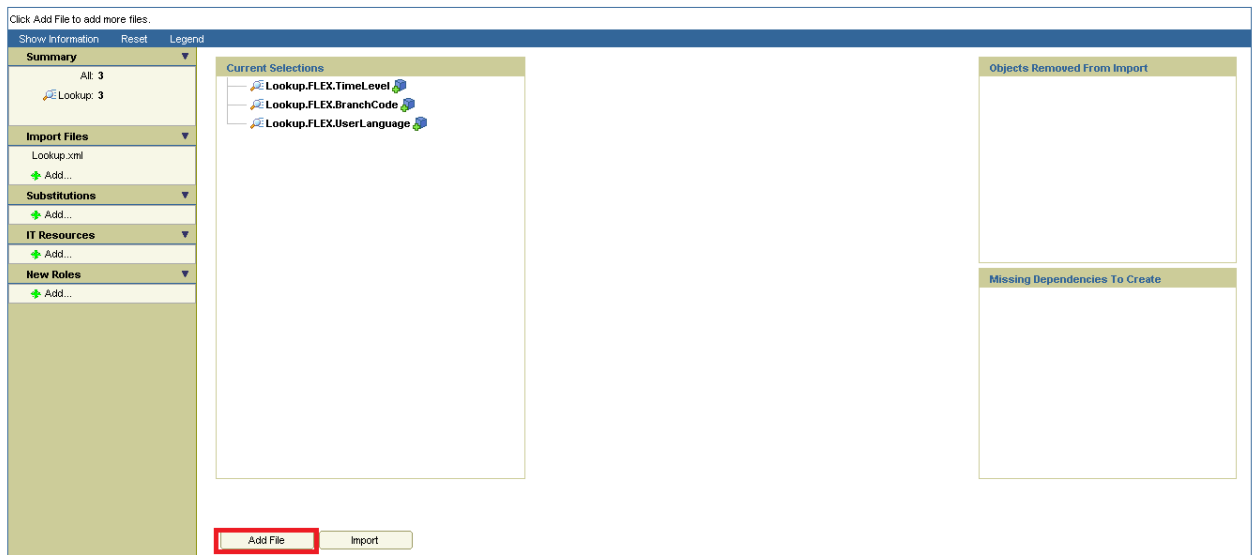 Click Add File to add more files.
Show Information Reset Legend
Summary
All: 3
Lookup: 3
Import Files
Lookup.xml
Add...
Substitutions
Add...
IT Resources
Add...
New Roles
Add...
Current Selections
Lookup.FLEX.TimeLevel
Lookup.FLEX.BranchCode
Lookup.FLEX.UserLanguage
Objects Removed From Import
Missing Dependencies To Create
Add File Import